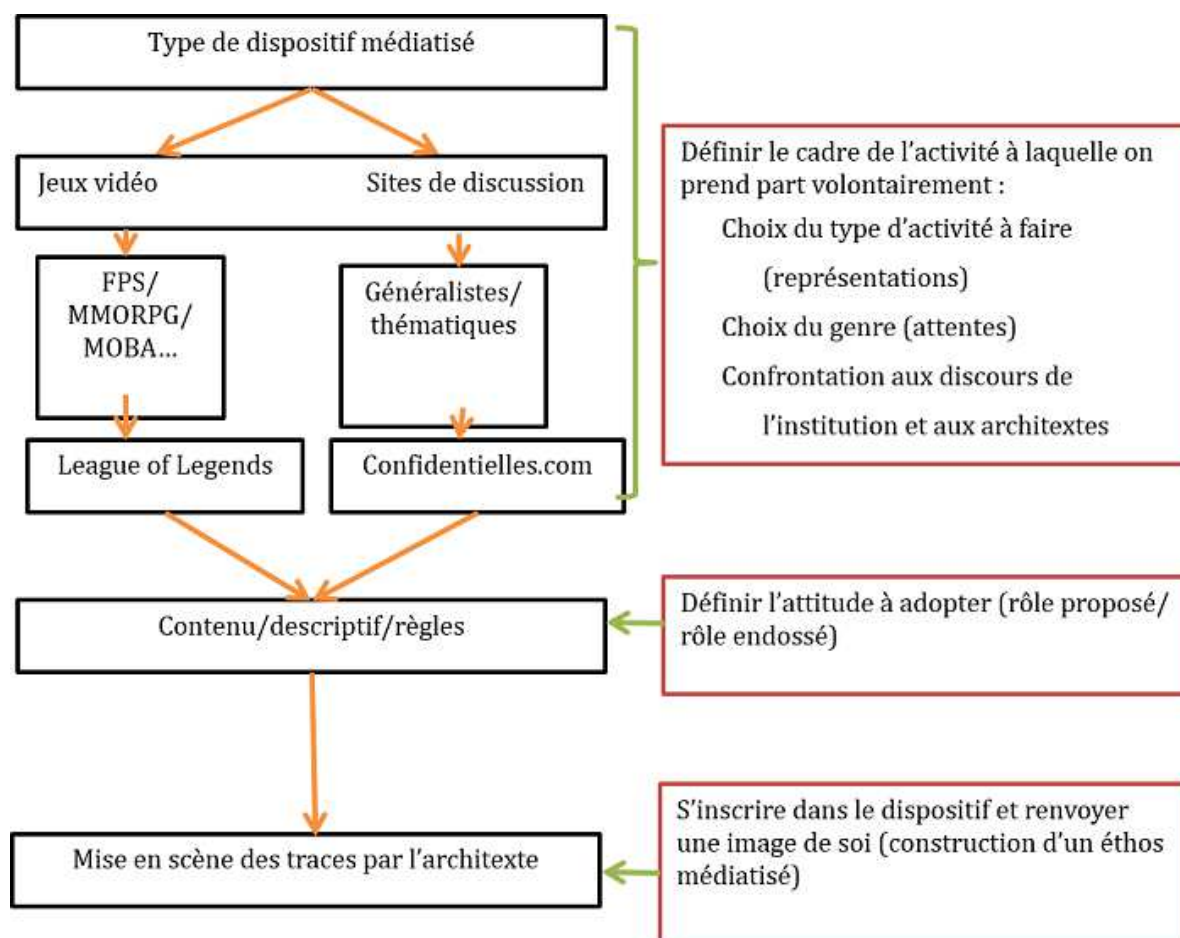 Type de dispositif médiatisé
Jeux vidéo
Sites de discussion
FPS/
MMORPG/
MOBA…
Généralistes/
thématiques
League of Legends
Confidentielles.com
Définir le cadre de l’activité à laquelle on
prend part volontairement :
Choix du type d’activité à faire
(représentations)
Choix du genre (attentes)
Confrontation aux discours de
l’institution et aux architextes
Contenu/descriptif/règles
Définir l’attitude à adopter (rôle proposé/
rôle endossé)
Mise en scène des traces par l’architexte
S’inscrire dans le dispositif et renvoyer
une image de soi (construction d’un éthos
médiatisé)